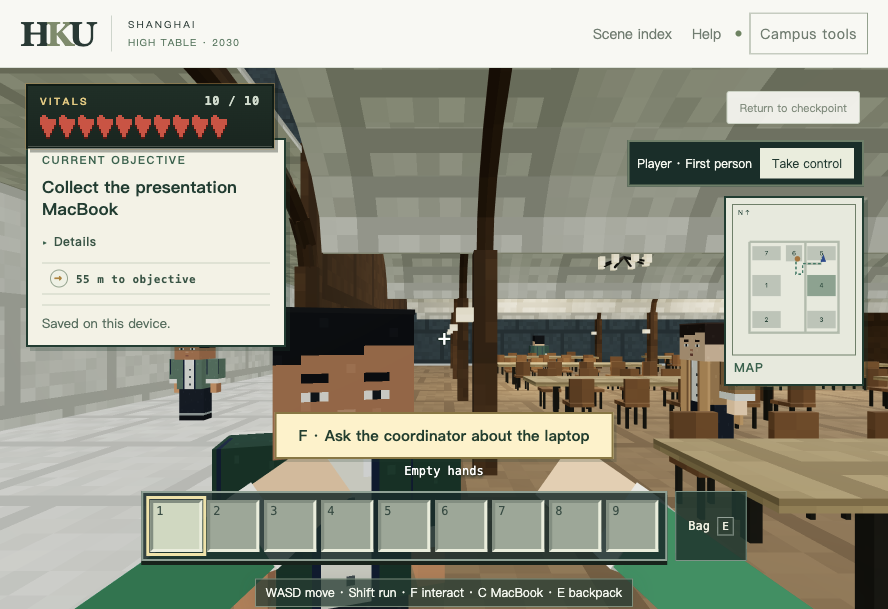 HKU
SHANGHAI
HIGH TABLE · 2030
Scene index
Help
Campus tools
VITALS
10 / 10
Return to checkpoint
CURRENT OBJECTIVE
Collect the presentation
MacBook
Details
55 m to objective
Saved on this device.
Player · First person
Take control
N↑
7
6
5
1
4
2
3
MAP
F · Ask the coordinator about the laptop
Empty hands
1
2
3
4
5
6
7
8
9
Bag E
WASD move · Shift run · F interact · C MacBook · E backpack